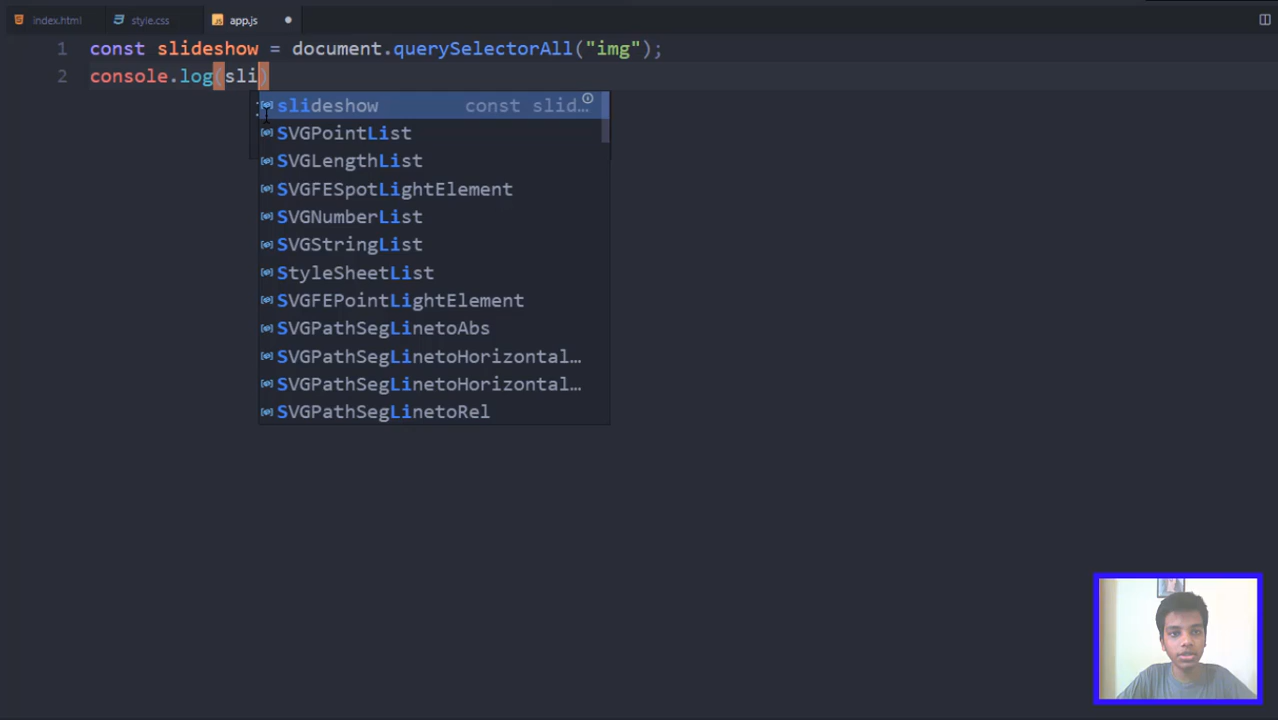 index.html style.css app.js
1 const slideshow = document.querySelectorAll("img");
2 console.log(sli)
slideshow const slid…
SVGPointList
SVGLengthList
SVGFESpotLightElement
SVGNumberList
SVGStringList
StyleSheetList
SVGFEPointLightElement
SVGPathSegLinetoAbs
SVGPathSegLinetoHorizontal…
SVGPathSegLinetoHorizontal…
SVGPathSegLinetoRel